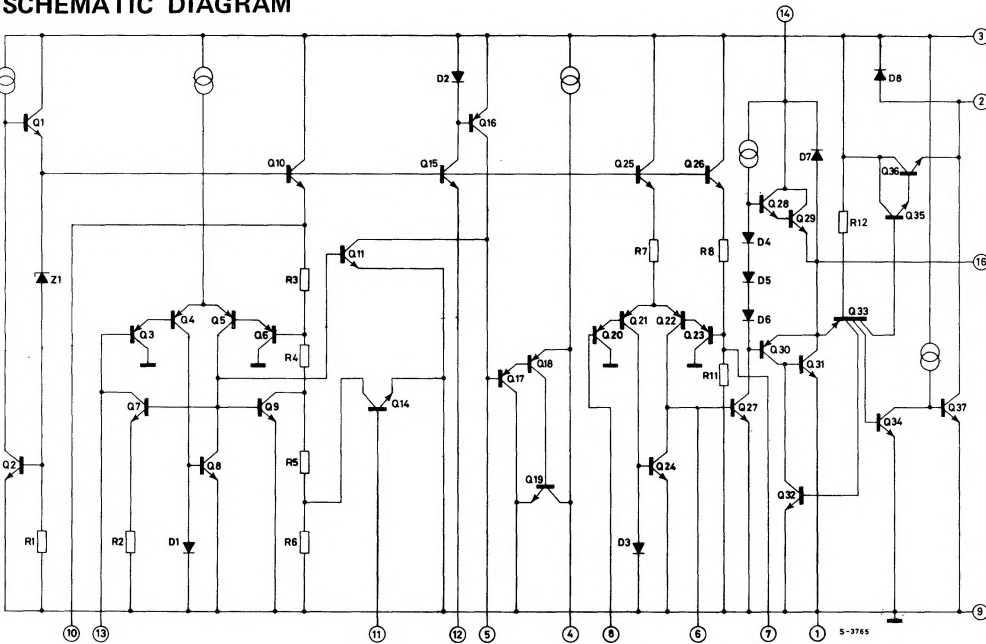 SCHEMATIC DIAGRAM
14
3
D8
D2
2
Q1
Q16
Q10
Q15
Q25
Q26
D7
Q36
Q28
Q29
Q35
R12
D4
Q11
R7
R8
16
Z1
R3
D5
D6
Q33
Q3
Q4
Q5
Q6
Q20
Q21
Q22
Q23
R4
Q18
Q30
Q31
Q17
R11
Q7
Q9
Q14
Q27
Q34
Q37
Q2
Q8
R5
Q24
Q19
Q32
R1
R2
D1
R6
D3
10
13
11
12
5
4
8
6
7
1
S-3765
9